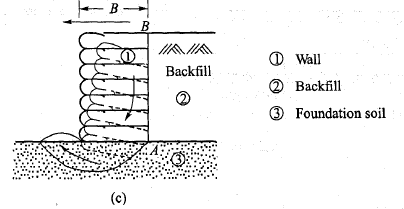 B
B
① Wall
① Backfill
② ② Backfill
③ Foundation soil
A
③
(c)